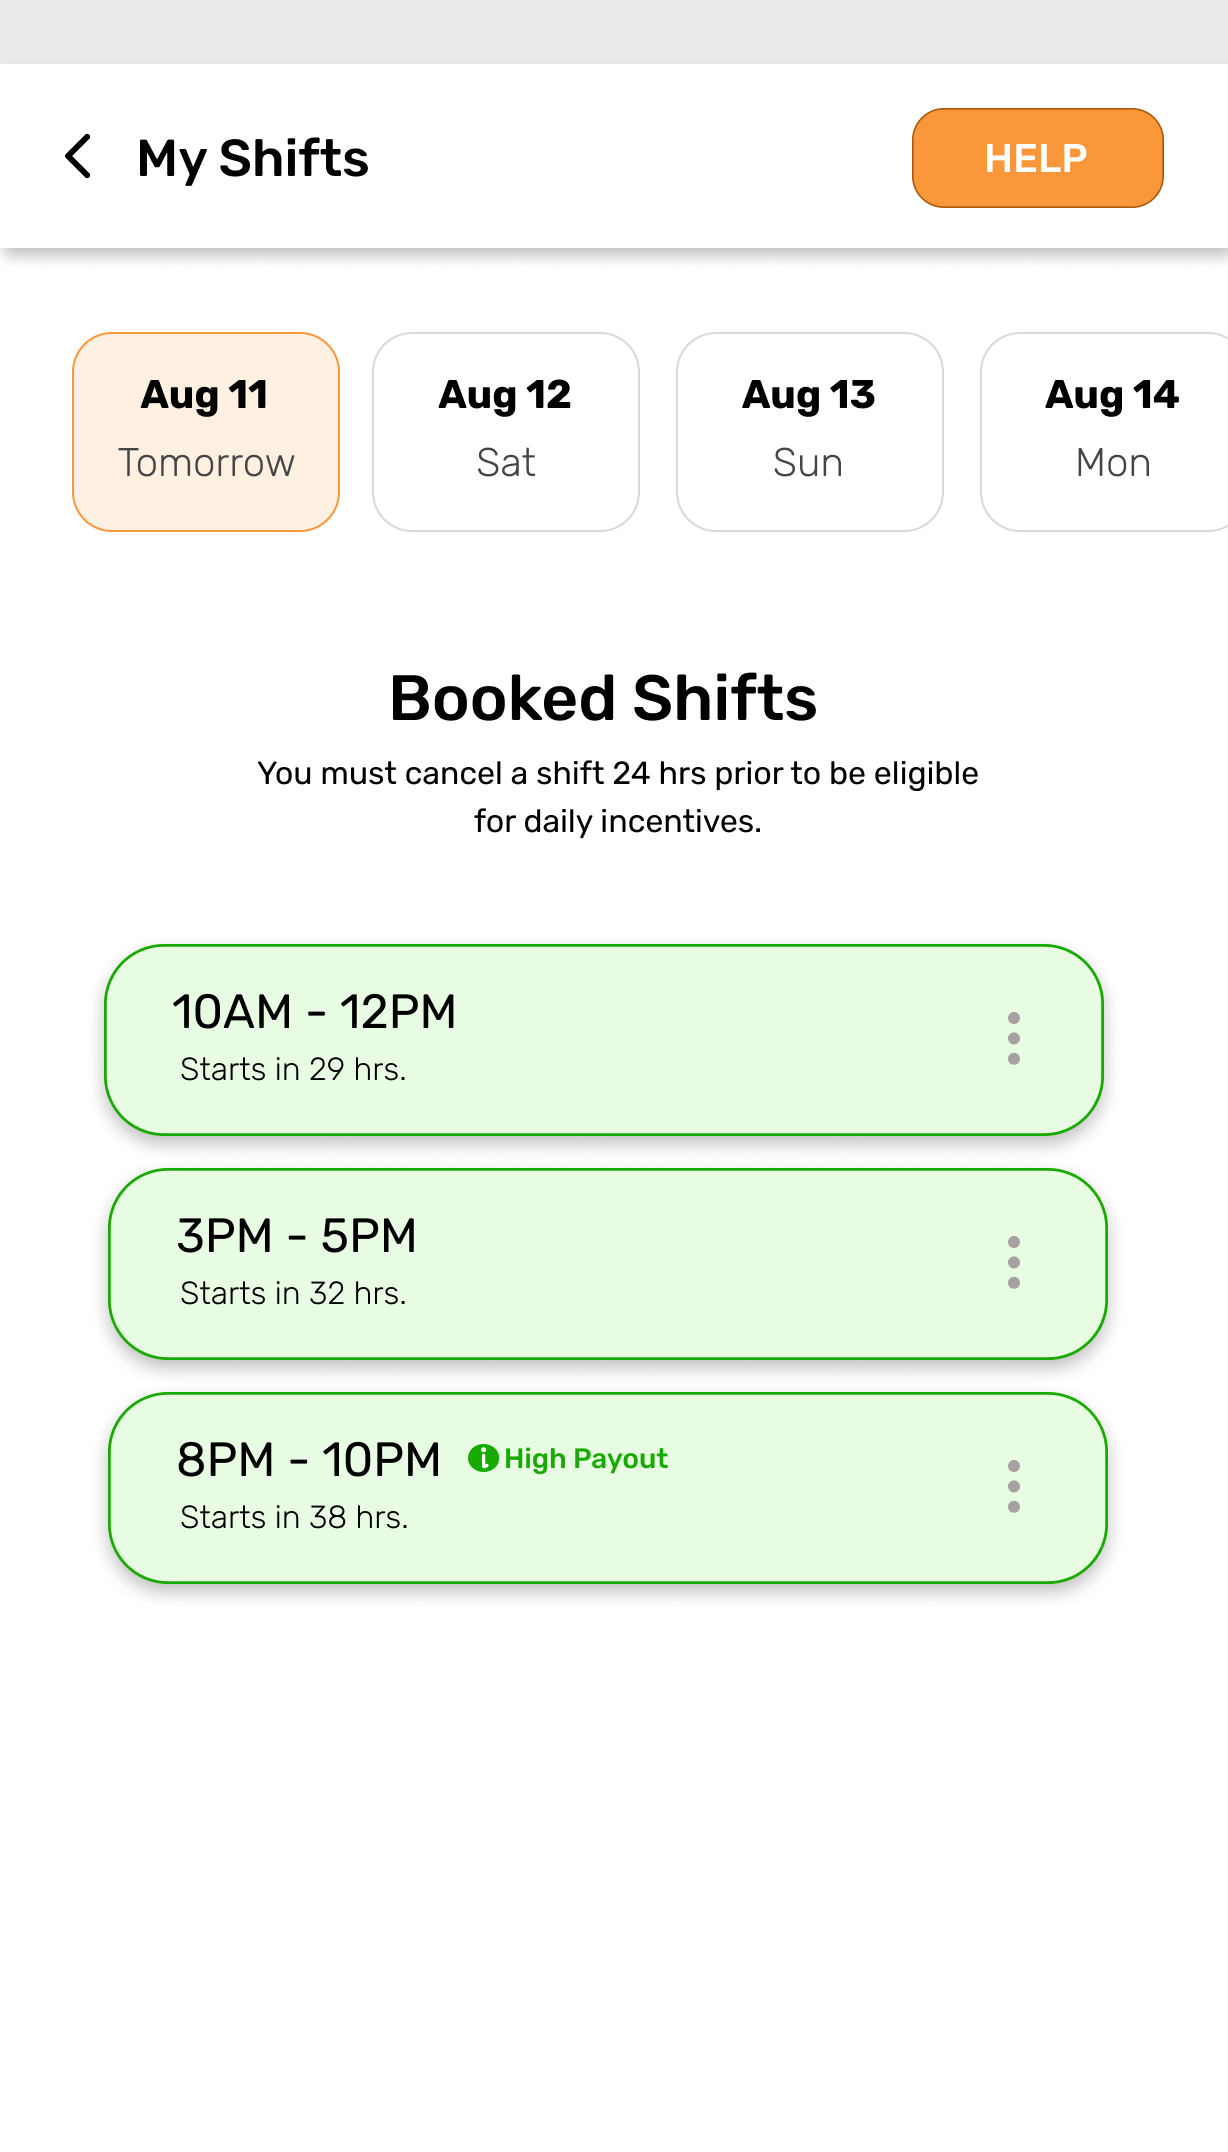 My Shifts
HELP
Aug 11
Tomorrow
Aug 12
Sat
Aug 13
Sun
Aug 14
Mon
Booked Shifts
You must cancel a shift 24 hrs prior to be eligible
for daily incentives.
10AM - 12PM
Starts in 29 hrs.
3PM - 5PM
Starts in 32 hrs.
8PM - 10PM
High Payout
Starts in 38 hrs.